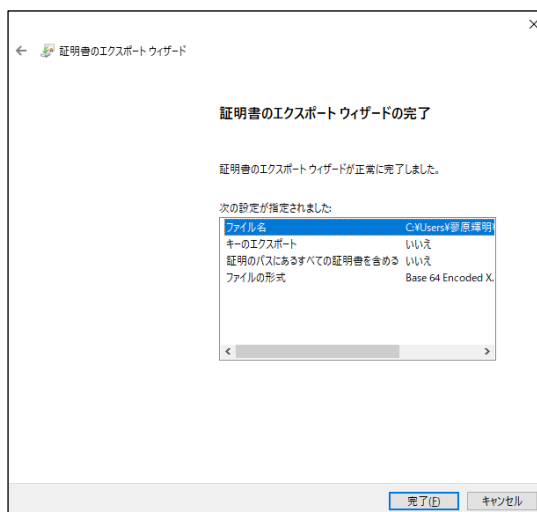 証明書のエクスポート ウィザード
証明書のエクスポート ウィザードの完了
証明書のエクスポート ウィザードが正常に完了しました。
次の設定が指定されました:
ファイル名 C:¥Users¥夢原輝明¥
キーのエクスポート いいえ
証明のパスにあるすべての証明書を含める いいえ
ファイルの形式 Base 64 Encoded X.
完了(F) キャンセル